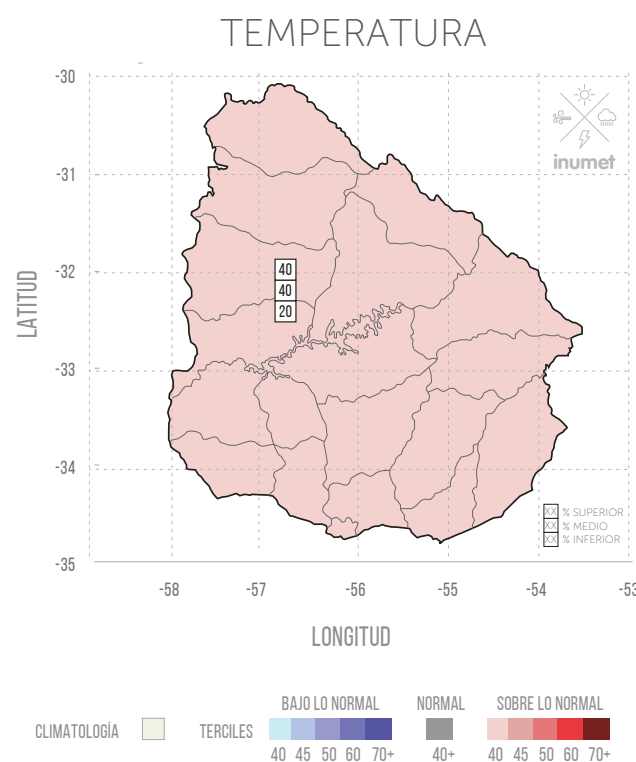 TEMPERATURA
-30
-31
-32
-33
-34
-35
LATITUD
inumet
40
40
20
XX % SUPERIOR
XX % MEDIO
XX % INFERIOR
-58 -57 -56 -55 -54 -53
LONGITUD
BAJO LO NORMAL NORMAL SOBRE LO NORMAL
CLIMATOLOGÍA TERCILES
40 45 50 60 70+ 40+ 40 45 50 60 70+